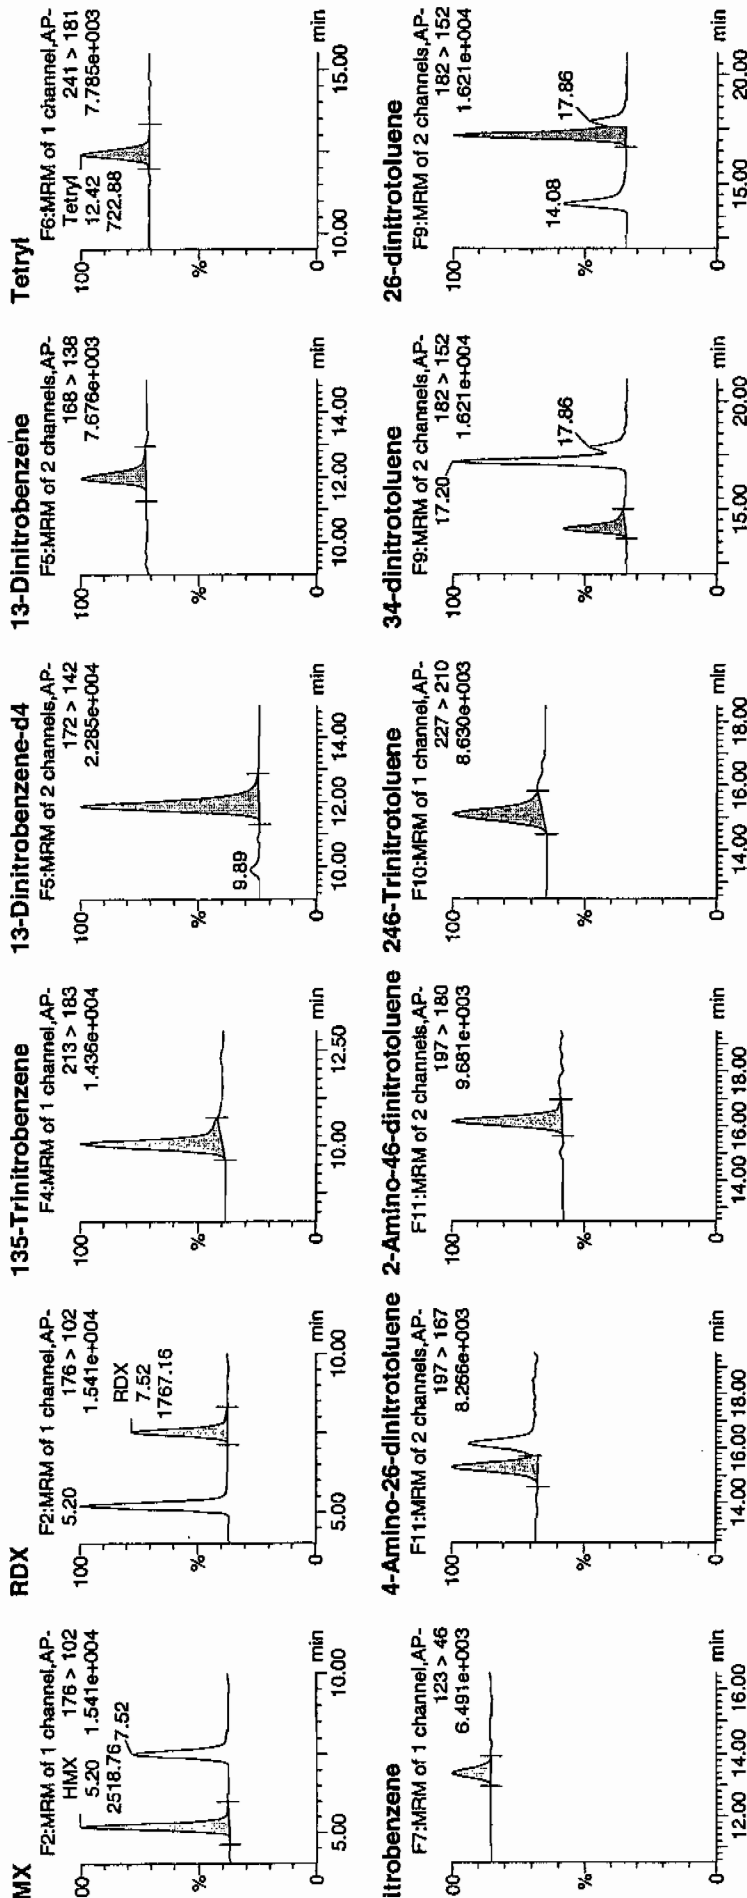 MX
F2:MRM of 1 channel,AP-
HMX 176 > 102
5.20 1.541e+004
2518.76
7.52
00
%
0
5.00 10.00 min
RDX
F2:MRM of 1 channel,AP-
5.20 176 > 102
1.541e+004
RDX
7.52
1767.16
100
%
0
5.00 10.00 min
135-Trinitrobenzene
F4:MRM of 1 channel,AP-
213 > 183
1.436e+004
100
%
0
10.00 12.50 min
13-Dinitrobenzene-d4
F5:MRM of 2 channels,AP-
172 > 142
2.285e+004
9.89
100
%
0
10.00 12.00 14.00 min
13-Dinitrobenzene
F5:MRM of 2 channels,AP-
168 > 138
7.676e+003
100
%
0
10.00 12.00 14.00 min
Tetryl
F6:MRM of 1 channel,AP-
Tetryl 241 > 181
12.42 7.785e+003
722.88
100
%
0
10.00 15.00 min
itrobenzene
F7:MRM of 1 channel,AP-
123 > 46
6.491e+003
00
%
0
12.00 14.00 16.00 min
4-Amino-26-dinitrotoluene
F11:MRM of 2 channels,AP-
197 > 167
8.266e+003
100
%
0
14.00 16.00 18.00 min
2-Amino-46-dinitrotoluene
F11:MRM of 2 channels,AP-
197 > 180
9.681e+003
100
%
0
14.00 16.00 18.00 min
246-Trinitrotoluene
F10:MRM of 1 channel,AP-
227 > 210
8.630e+003
100
%
0
14.00 16.00 18.00 min
34-dinitrotoluene
F9:MRM of 2 channels,AP-
17.20 182 > 152
1.621e+004
17.86
100
%
0
15.00 20.00 min
26-dinitrotoluene
F9:MRM of 2 channels,AP-
182 > 152
1.621e+004
14.08
17.86
100
%
0
15.00 20.00 min